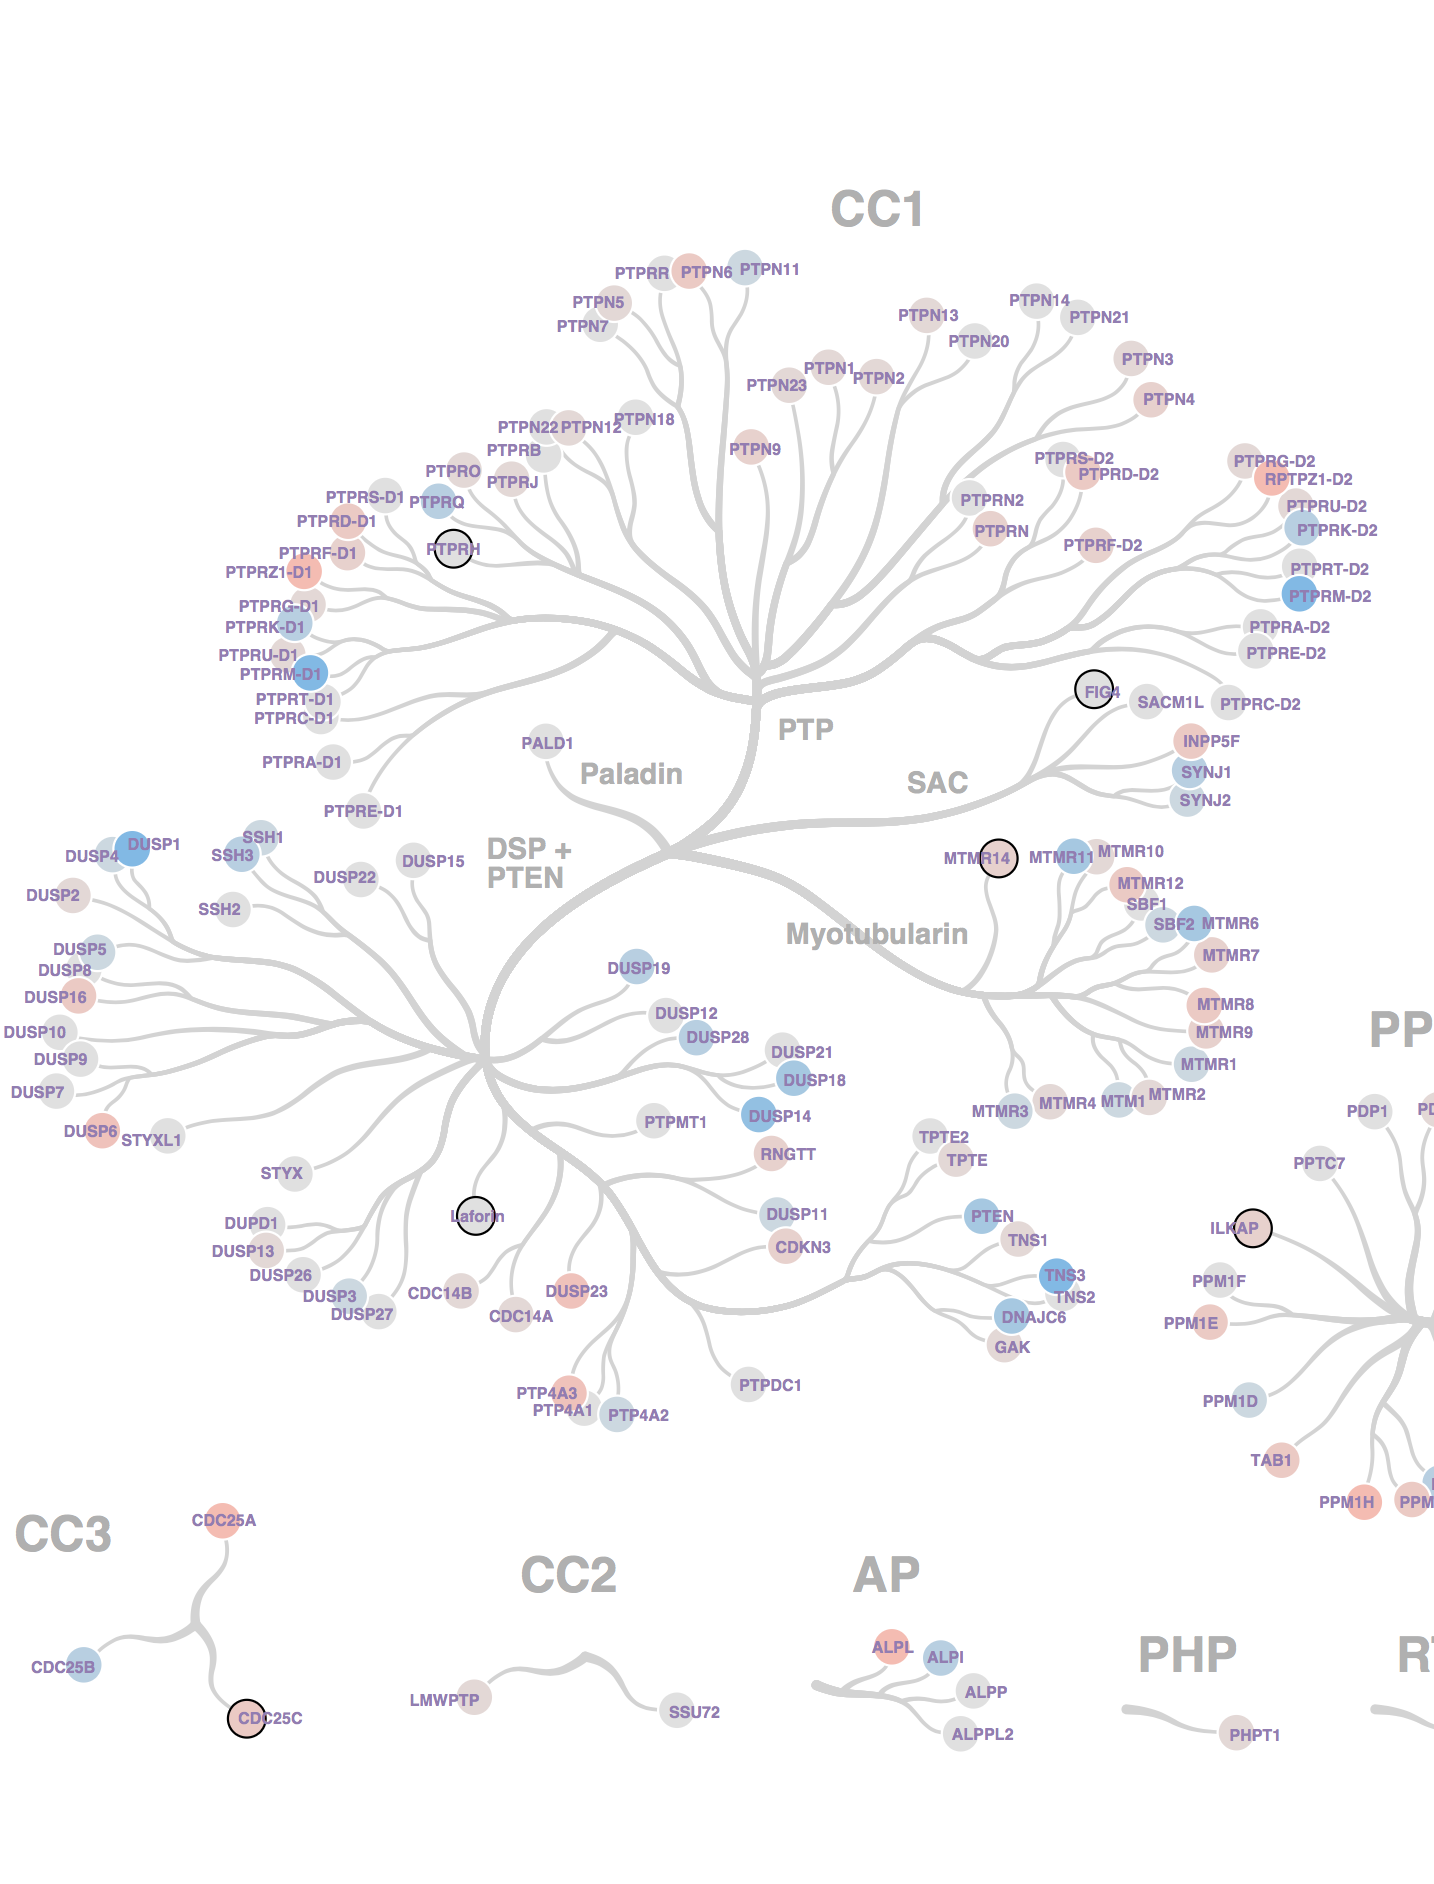 CC1
PTPRR
PTPN6
PTPN11
PTPN5
PTPN7
PTPN13
PTPN20
PTPN14
PTPN21
PTPN3
PTPN4
PTPN23
PTPN1
PTPN2
PTPN9
PTPN22
PTPN12
PTPN18
PTPRB
PTPRJ
PTPRO
PTPRQ
PTPRS-D1
PTPRD-D1
PTPRH
PTPRF-D1
PTPRZ1-D1
PTPRG-D1
PTPRK-D1
PTPRU-D1
PTPRM-D1
PTPRT-D1
PTPRC-D1
PTPRA-D1
PTPRE-D1
PTPRS-D2
PTPRD-D2
PTPRN2
PTPRN
PTPRF-D2
PTPRG-D2
RPTPZ1-D2
PTPRU-D2
PTPRK-D2
PTPRT-D2
PTPRM-D2
PTPRA-D2
PTPRE-D2
PTPRC-D2
PTP
PALD1
Paladin
SAC
FIG4
SACM1L
INPP5F
SYNJ1
SYNJ2
DSP +
PTEN
DUSP1
DUSP4
DUSP2
SSH1
SSH3
SSH2
DUSP22
DUSP15
DUSP5
DUSP8
DUSP16
DUSP10
DUSP9
DUSP7
DUSP6
STYXL1
STYX
DUPD1
DUSP13
DUSP26
DUSP3
DUSP27
Laforin
CDC14B
CDC14A
DUSP23
PTP4A3
PTP4A1
PTP4A2
PTPDC1
DUSP19
DUSP12
DUSP28
DUSP21
DUSP18
DUSP14
PTPMT1
RNGTT
DUSP11
CDKN3
Myotubularin
MTMR14
MTMR11
MTMR10
MTMR12
SBF1
SBF2
MTMR6
MTMR7
MTMR8
MTMR9
MTMR1
MTMR2
MTM1
MTMR4
MTMR3
TPTE2
TPTE
PTEN
TNS1
TNS3
TNS2
DNAJC6
GAK
PP
PDP1
PPTC7
ILKAP
PPM1F
PPM1E
PPM1D
TAB1
PPM1H
PPM
CC3
CDC25A
CDC25B
CDC25C
CC2
LMWPTP
SSU72
AP
ALPL
ALPI
ALPP
ALPPL2
PHP
PHPT1